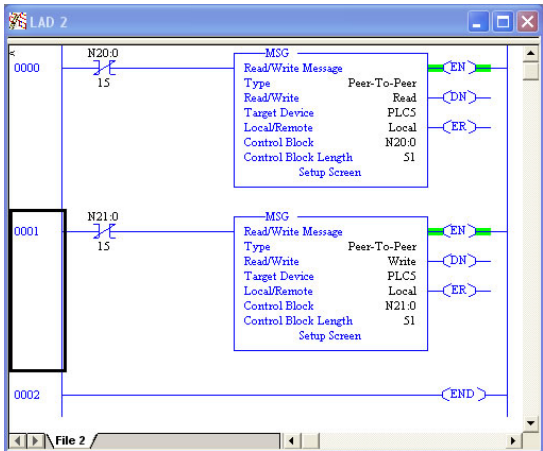 LAD 2
N20:0
MSG
0000
Read/Write Message
EN
15
Type Peer-To-Peer
Read/Write Read
DN
Target Device PLC5
Local/Remote Local
ER
Control Block N20:0
Control Block Length 51
Setup Screen
N21:0
MSG
0001
Read/Write Message
EN
15
Type Peer-To-Peer
Read/Write Write
DN
Target Device PLC5
Local/Remote Local
ER
Control Block N21:0
Control Block Length 51
Setup Screen
0002
END
File 2